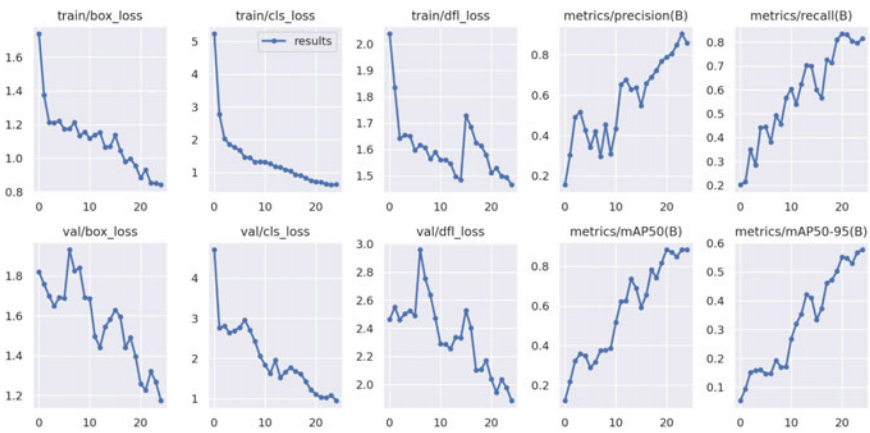 train/box_loss
1.6
1.4
1.2
1.0
0.8
0 10 20
train/cls_loss
results
5
4
3
2
1
0 10 20
train/dfl_loss
2.0
1.9
1.8
1.7
1.6
1.5
0 10 20
metrics/precision(B)
0.8
0.6
0.4
0.2
0 10 20
metrics/recall(B)
0.8
0.7
0.6
0.5
0.4
0.3
0.2
0 10 20
val/box_loss
1.8
1.6
1.4
1.2
0 10 20
val/cls_loss
4
3
2
1
0 10 20
val/dfl_loss
3.0
2.8
2.6
2.4
2.2
2.0
0 10 20
metrics/mAP50(B)
0.8
0.6
0.4
0.2
0 10 20
metrics/mAP50-95(B)
0.6
0.5
0.4
0.3
0.2
0.1
0 10 20